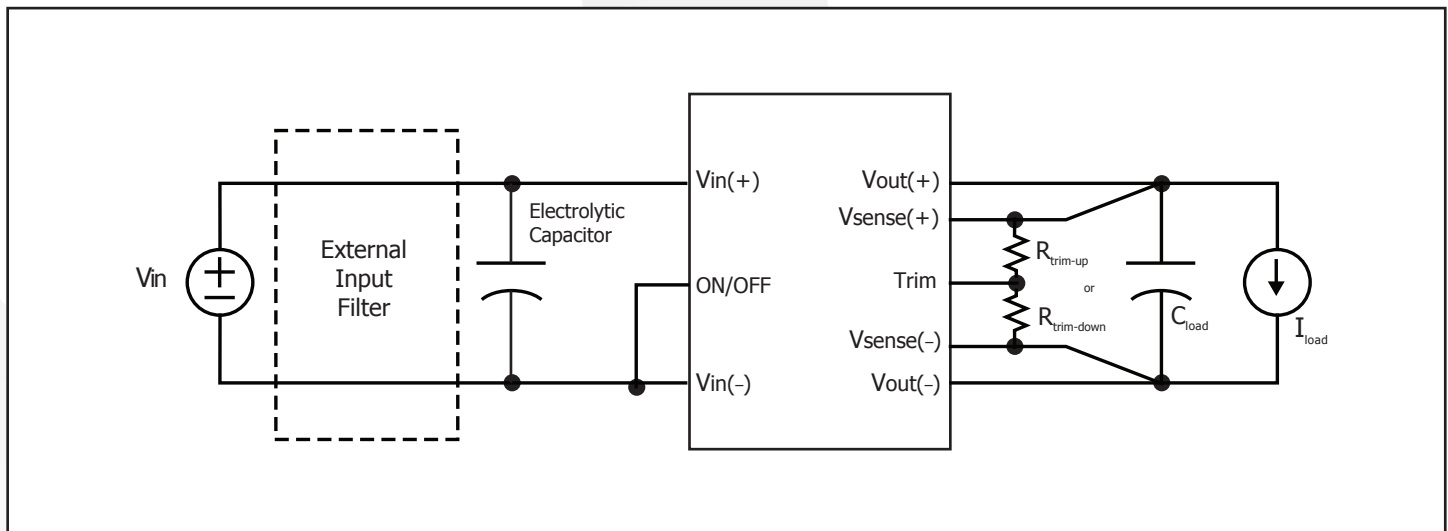 Vin
External
Input
Filter
Electrolytic
Capacitor
Vin(+)
ON/OFF
Vin(−)
Vout(+)
Vsense(+)
Trim
Vsense(−)
Vout(−)
Rtrim-up
or
Rtrim-down
Cload
Iload